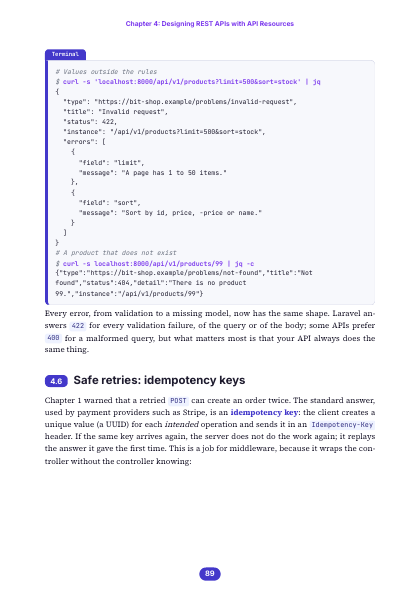 Chapter 4: Designing REST APIs with API Resources
Terminal
# Values outside the rules
$ curl -s 'localhost:8000/api/v1/products?limit=500&sort=stock' | jq
{
  "type": "https://bit-shop.example/problems/invalid-request",
  "title": "Invalid request",
  "status": 422,
  "instance": "/api/v1/products?limit=500&sort=stock",
  "errors": [
    {
      "field": "limit",
      "message": "A page has 1 to 50 items."
    },
    {
      "field": "sort",
      "message": "Sort by id, price, -price or name."
    }
  ]
}
# A product that does not exist
$ curl -s localhost:8000/api/v1/products/99 | jq -c
{"type":"https://bit-shop.example/problems/not-found","title":"Not
found","status":404,"detail":"There is no product
99.","instance":"/api/v1/products/99"}
Every error, from validation to a missing model, now has the same shape. Laravel an-
swers 422 for every validation failure, of the query or of the body; some APIs prefer
400 for a malformed query, but what matters most is that your API always does the
same thing.
4.6 Safe retries: idempotency keys
Chapter 1 warned that a retried POST can create an order twice. The standard answer,
used by payment providers such as Stripe, is an idempotency key: the client creates a
unique value (a UUID) for each intended operation and sends it in an Idempotency-Key
header. If the same key arrives again, the server does not do the work again; it replays
the answer it gave the first time. This is a job for middleware, because it wraps the con-
troller without the controller knowing:
89